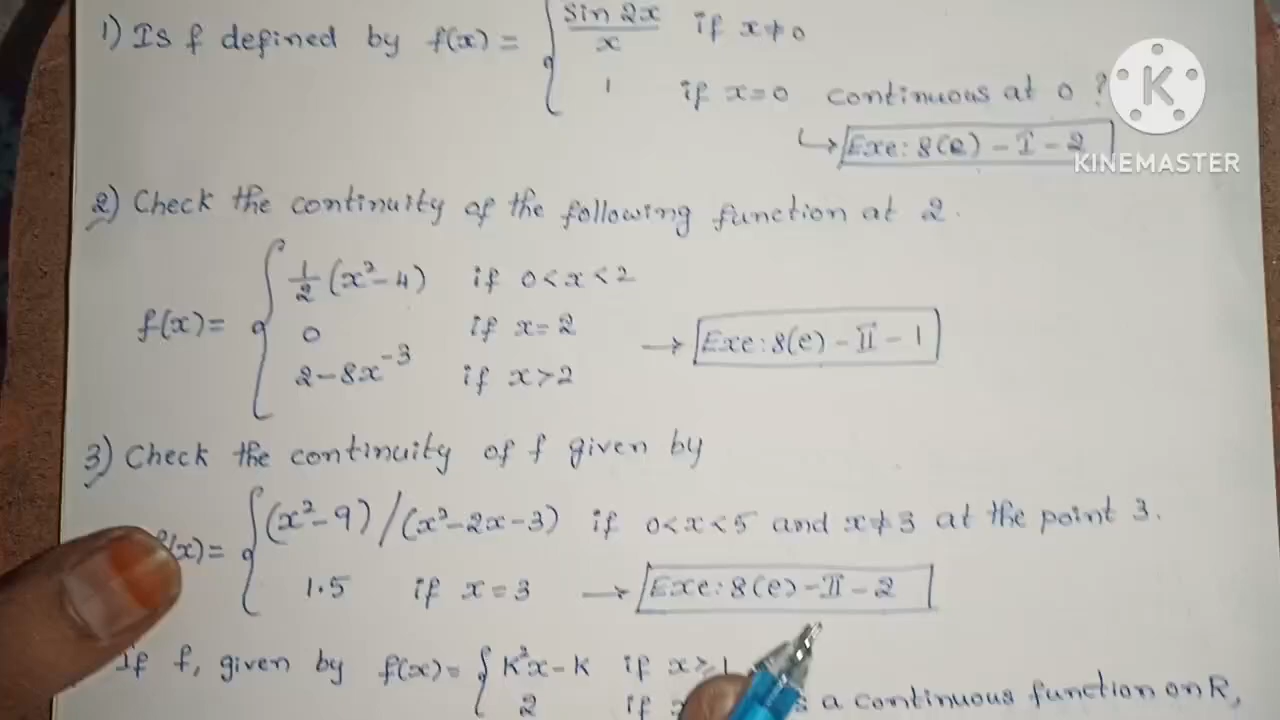 1) Is f defined by f(x) = { sin 2x / x if x ≠ 0
1 if x=0 continuous at 0 ?
↳ Exe: 8(e) - I - 2
K
KINEMASTER
2) Check the continuity of the following function at 2.
f(x) = { 1/2 (x² - 4) if 0 < x < 2
0 if x = 2
2 - 8x⁻³ if x > 2
→ Exe: 8(e) - II - 1
3) Check the continuity of f given by
f(x) = { (x² - 9) / (x² - 2x - 3) if 0 < x < 5 and x ≠ 3 at the point 3.
1.5 if x = 3 → Exe: 8(e) - II - 2
If f, given by f(x) = { k²x - k if x ≥ 1
2 if a continuous function on R,